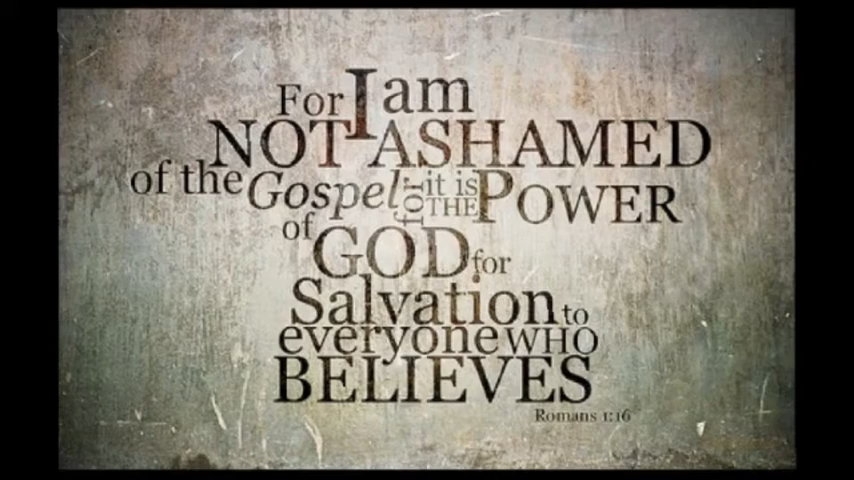 For I am
NOT ASHAMED
of the Gospel for it is THE POWER
of
GOD for
Salvation to
everyone WHO
BELIEVES
Romans 1:16